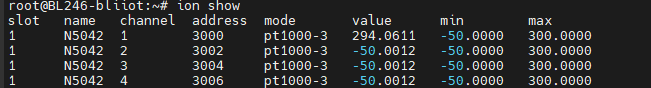 root@BL246-bliiot:~# ion show
slot name channel address mode value min max
1 N5042 1 3000 pt1000-3 294.0611 -50.0000 300.0000
1 N5042 2 3002 pt1000-3 -50.0012 -50.0000 300.0000
1 N5042 3 3004 pt1000-3 -50.0012 -50.0000 300.0000
1 N5042 4 3006 pt1000-3 -50.0012 -50.0000 300.0000